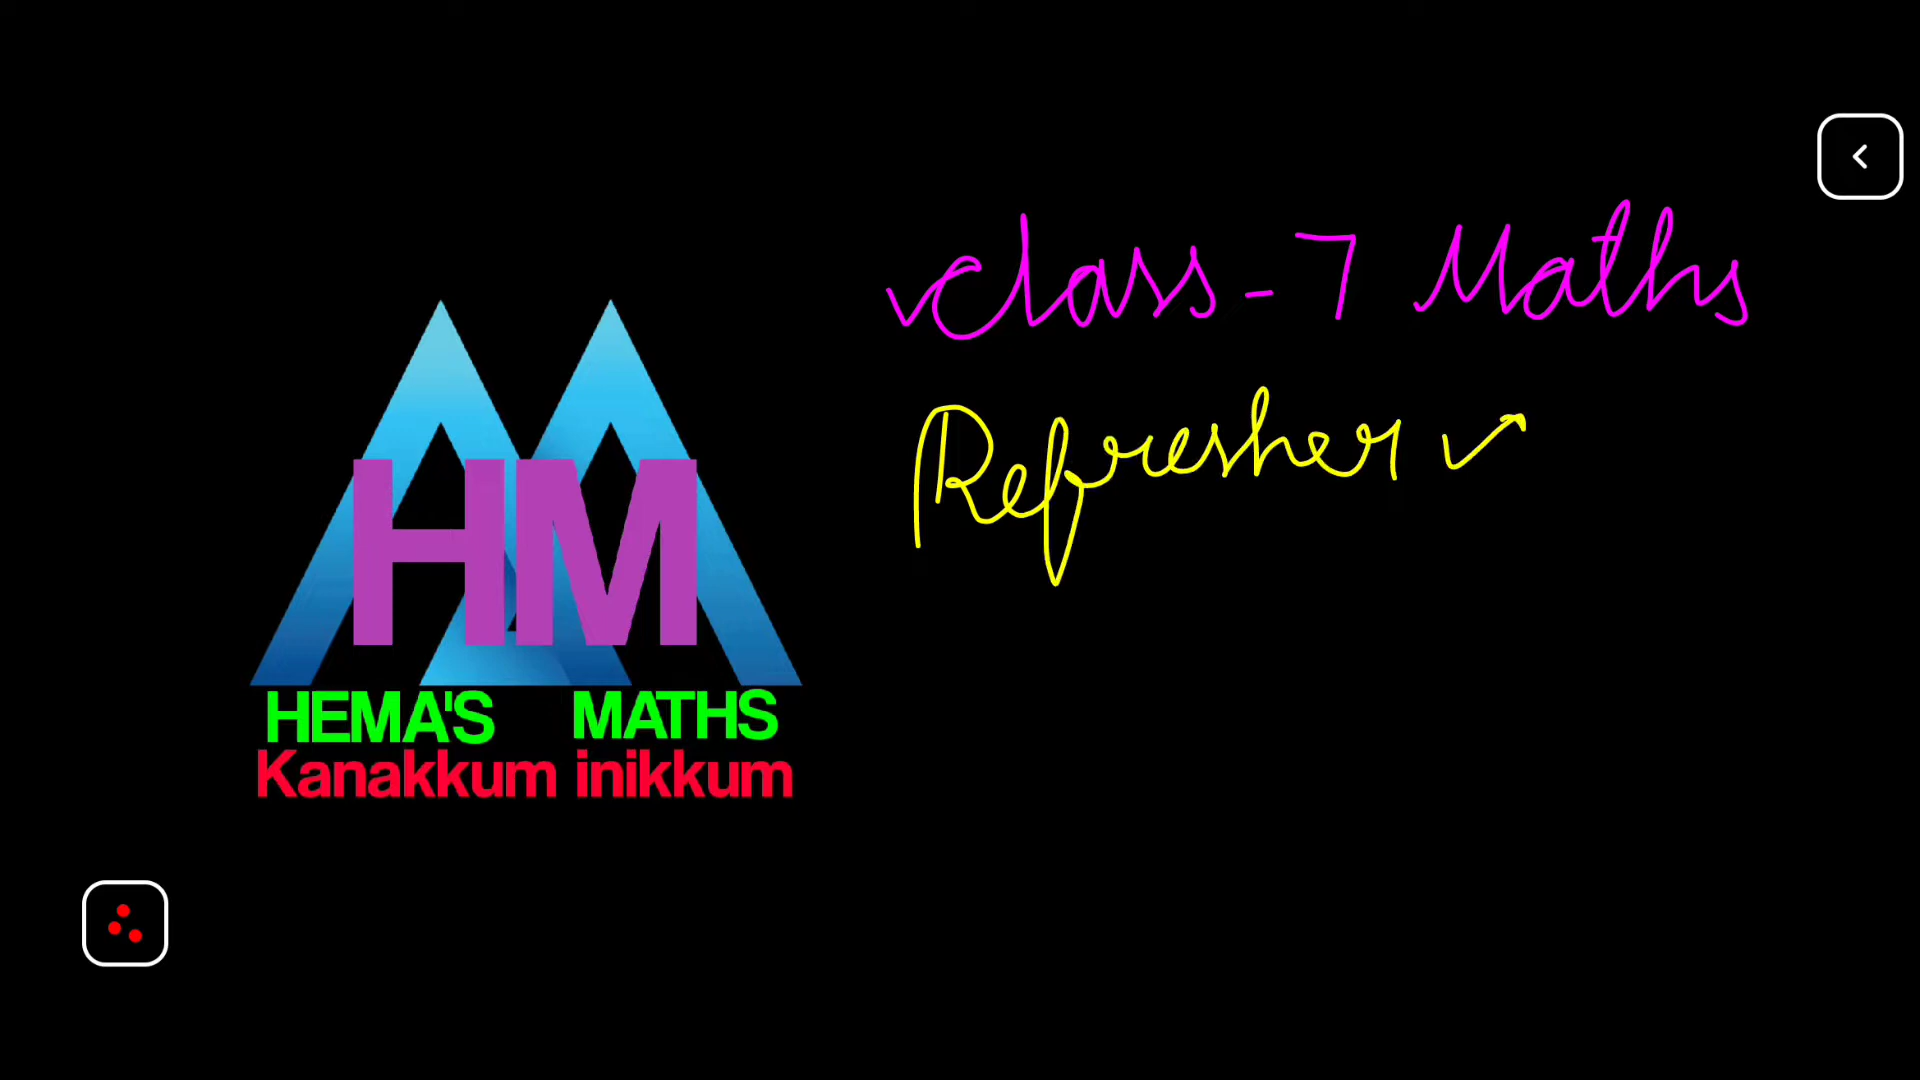 HM
HEMA'S MATHS
Kanakkum inikkum
Class - 7 Maths
Refresher